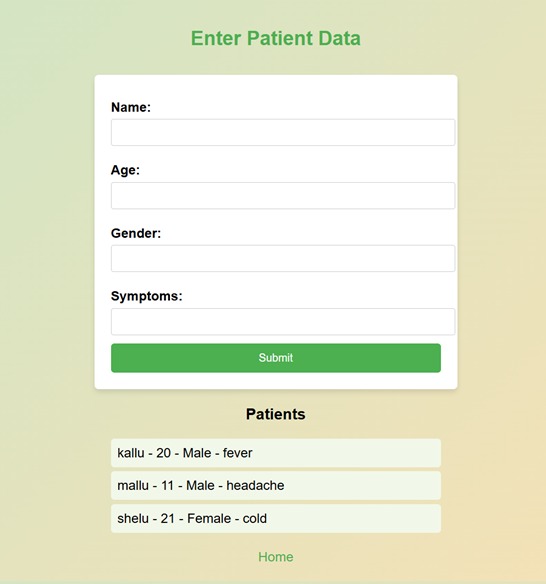 Enter Patient Data
Name:
Age:
Gender:
Symptoms:
Submit
Patients
kallu - 20 - Male - fever
mallu - 11 - Male - headache
shelu - 21 - Female - cold
Home